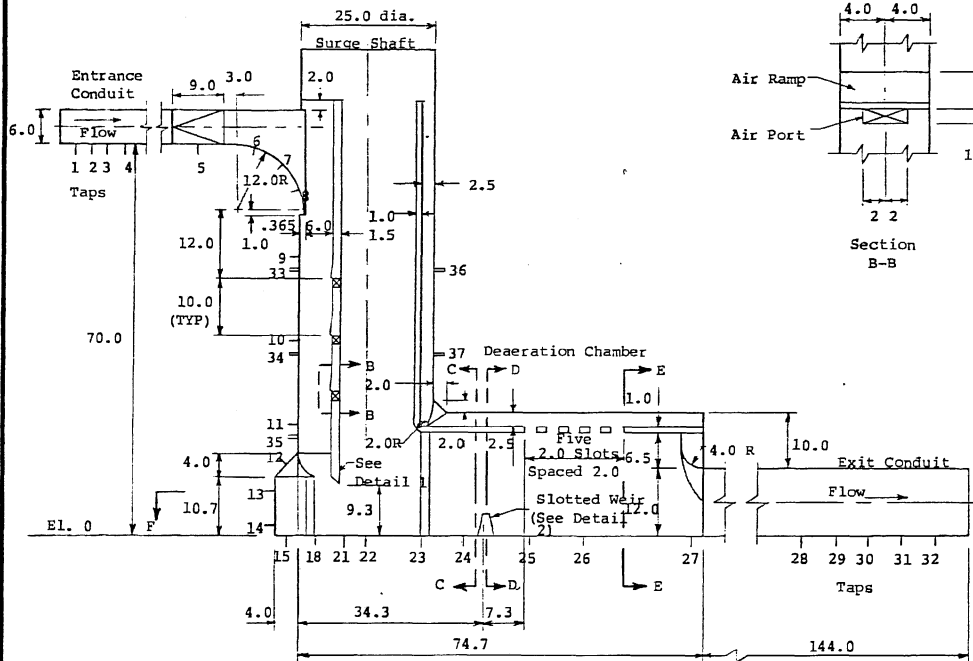 25.0 dia.
Surge Shaft
4.0 4.0
Entrance
Conduit
9.0
3.0
2.0
Air Ramp
6.0
Flow
Air Port
1 2 3 4
5
6
7
8
Taps
12.0R
2.5
1
1.0
2 2
.365 6.0
1.5
12.0
1.0
Section
B-B
9
33
36
10.0
(TYP)
70.0
10
34
37
Deaeration Chamber
B
C
D
E
2.0
1.0
B
11
35
12
2.0R
2.0
2.5
Five
2.0 Slots
Spaced 2.0
6.5
4.0 R
10.0
4.0
See
Detail 1
Exit Conduit
13
10.7
F
9.3
Slotted Weir
(See Detail
2)
12.0
Flow
El. 0
14
15
18
21
22
23
24
25
26
27
28
29
30
31
32
C
D
E
Taps
4.0
34.3
7.3
74.7
144.0